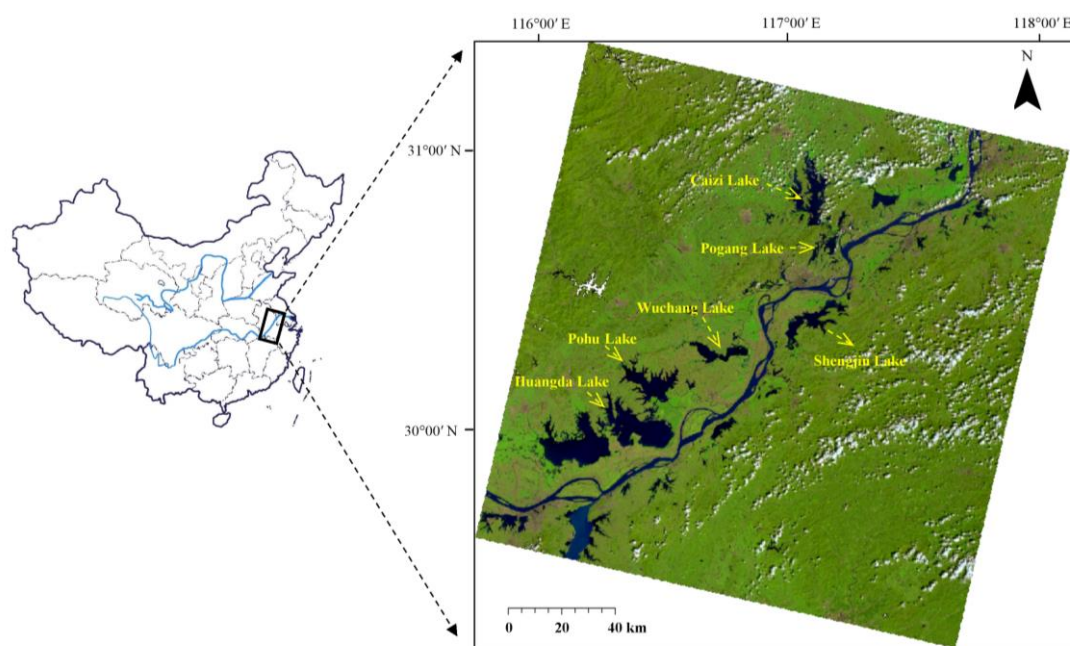 116°00′ E
117°00′ E
118°00′ E
N
31°00′ N
Caizi Lake
Pogang Lake
Wuchang Lake
Pohu Lake
Shengjin Lake
Huangda Lake
30°00′ N
0 20 40 km